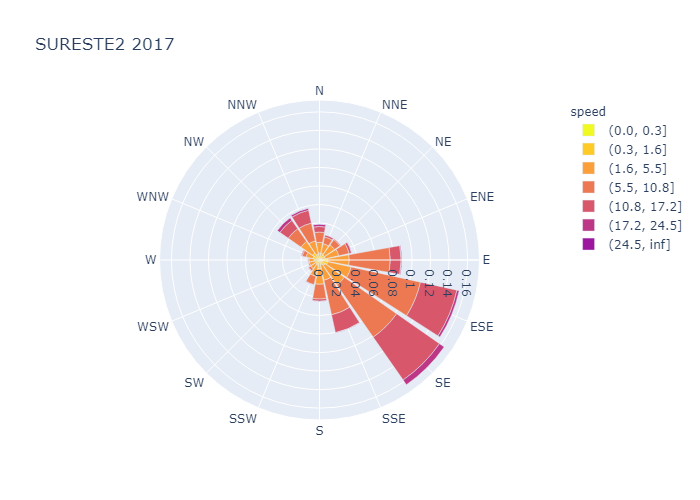 SURESTE2 2017
N
NNE
NE
ENE
E
ESE
SE
SSE
S
SSW
SW
WSW
W
WNW
NW
NNW
0
0.02
0.04
0.06
0.08
0.1
0.12
0.14
0.16
speed
(0.0, 0.3]
(0.3, 1.6]
(1.6, 5.5]
(5.5, 10.8]
(10.8, 17.2]
(17.2, 24.5]
(24.5, inf]